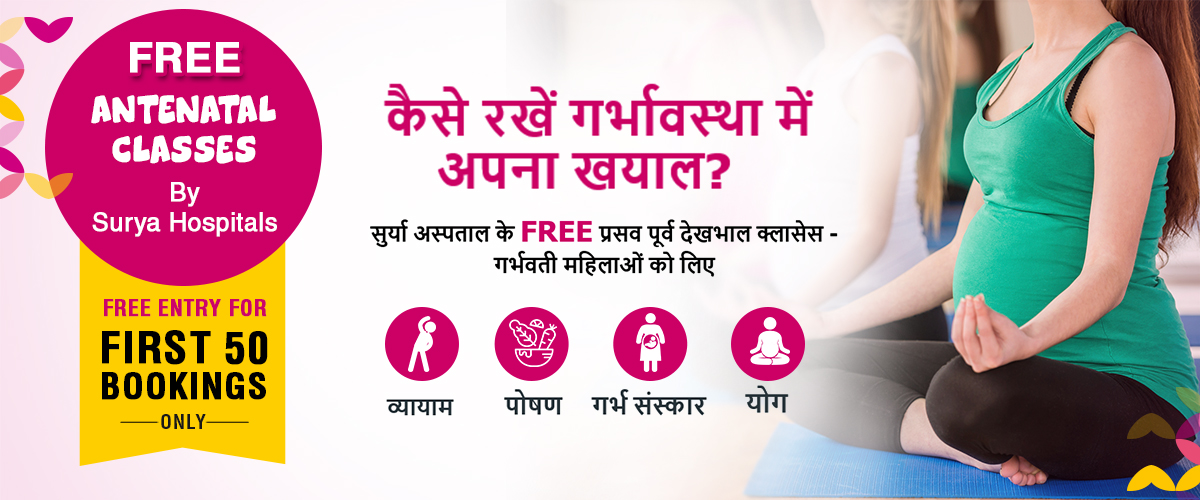 FREE
ANTENATAL
CLASSES
By
Surya Hospitals
FREE ENTRY FOR
FIRST 50
BOOKINGS
ONLY
कैसे रखें गर्भावस्था में
अपना खयाल?
सुर्या अस्पताल के FREE प्रसव पूर्व देखभाल क्लासेस -
गर्भवती महिलाओं को लिए
व्यायाम
पोषण
गर्भ संस्कार
योग